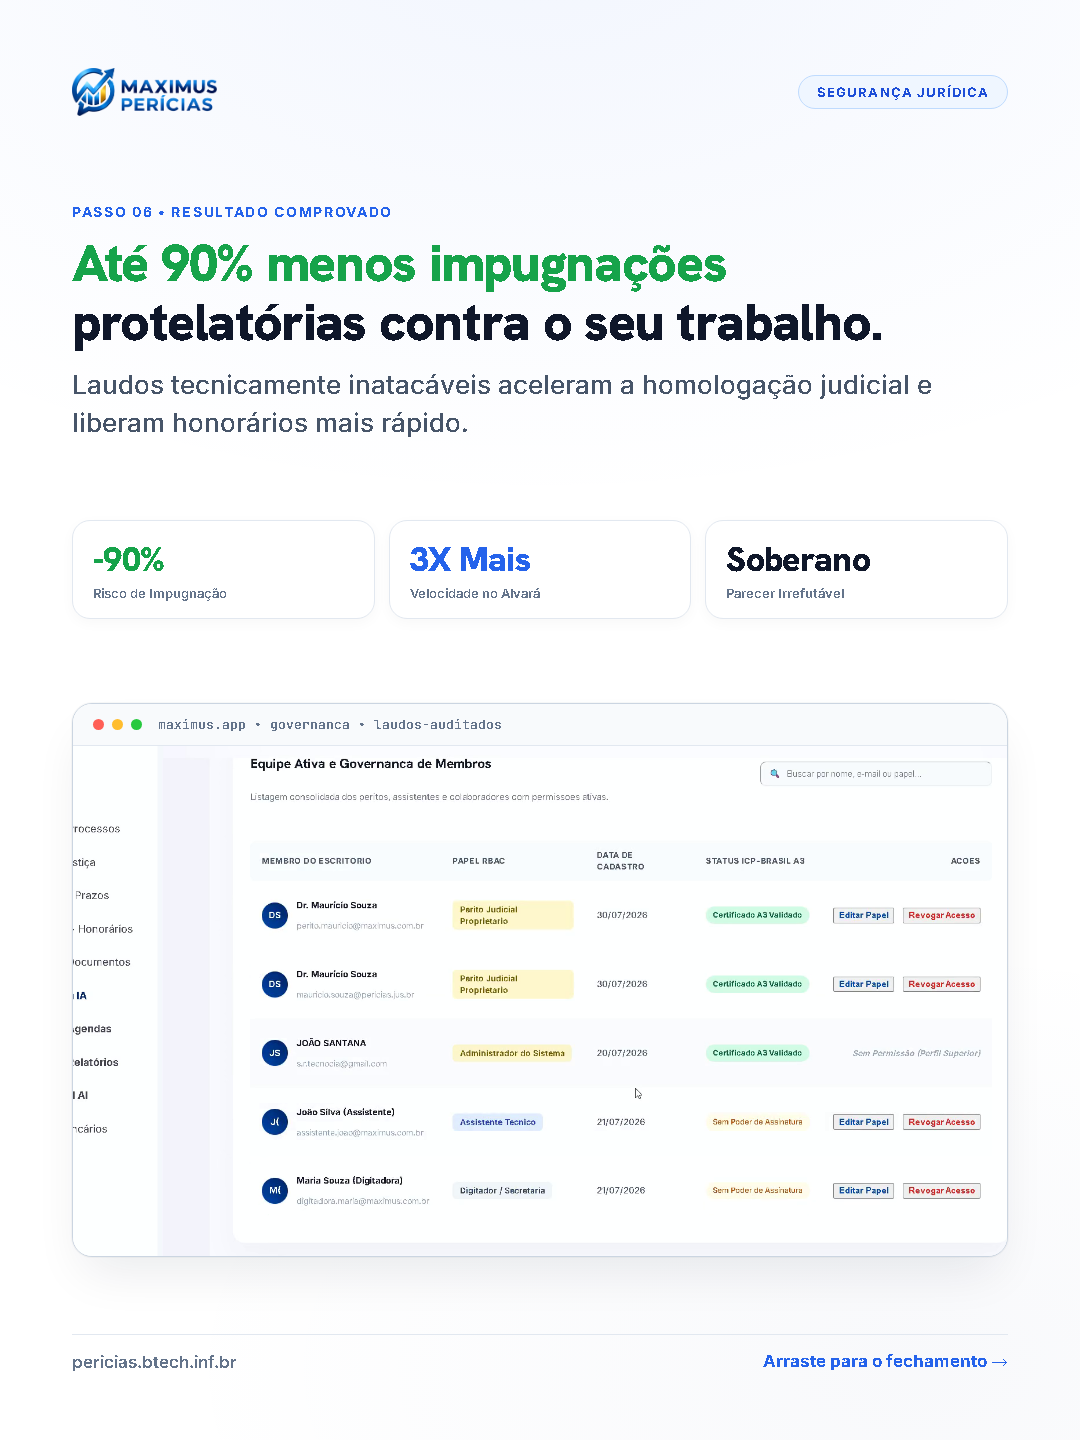 MAXIMUS
PERÍCIAS
SEGURANÇA JURÍDICA
PASSO 06 • RESULTADO COMPROVADO
Até 90% menos impugnações
protelatórias contra o seu trabalho.
Laudos tecnicamente inatacáveis aceleram a homologação judicial e
liberam honorários mais rápido.
-90%
Risco de Impugnação
3X Mais
Velocidade no Alvará
Soberano
Parecer Irrefutável
maximus.app • governanca • laudos-auditados
Equipe Ativa e Governanca de Membros
Buscar por nome, e-mail ou papel...
Listagem consolidada dos peritos, assistentes e colaboradores com permissoes ativas.
rocessos
stiça
Prazos
Honorários
ocumentos
IA
gendas
elatórios
I AI
ncários
MEMBRO DO ESCRITORIO PAPEL RBAC DATA DE CADASTRO STATUS ICP-BRASIL A3 ACOES
DS Dr. Maurício Souza
perito.mauricio@maximus.com.br
Perito Judicial
Proprietario
30/07/2026 Certificado A3 Validado Editar Papel Revogar Acesso
DS Dr. Maurício Souza
mauricio.souza@pericias.jus.br
Perito Judicial
Proprietario
30/07/2026 Certificado A3 Validado Editar Papel Revogar Acesso
JS JOÃO SANTANA
s.r.tecnocia@gmail.com
Administrador do Sistema 20/07/2026 Certificado A3 Validado Sem Permissão (Perfil Superior)
J( João Silva (Assistente)
assistente.joao@maximus.com.br
Assistente Tecnico 21/07/2026 Sem Poder de Assinatura Editar Papel Revogar Acesso
M( Maria Souza (Digitadora)
digitadora.maria@maximus.com.br
Digitador / Secretaria 21/07/2026 Sem Poder de Assinatura Editar Papel Revogar Acesso
pericias.btech.inf.br
Arraste para o fechamento →